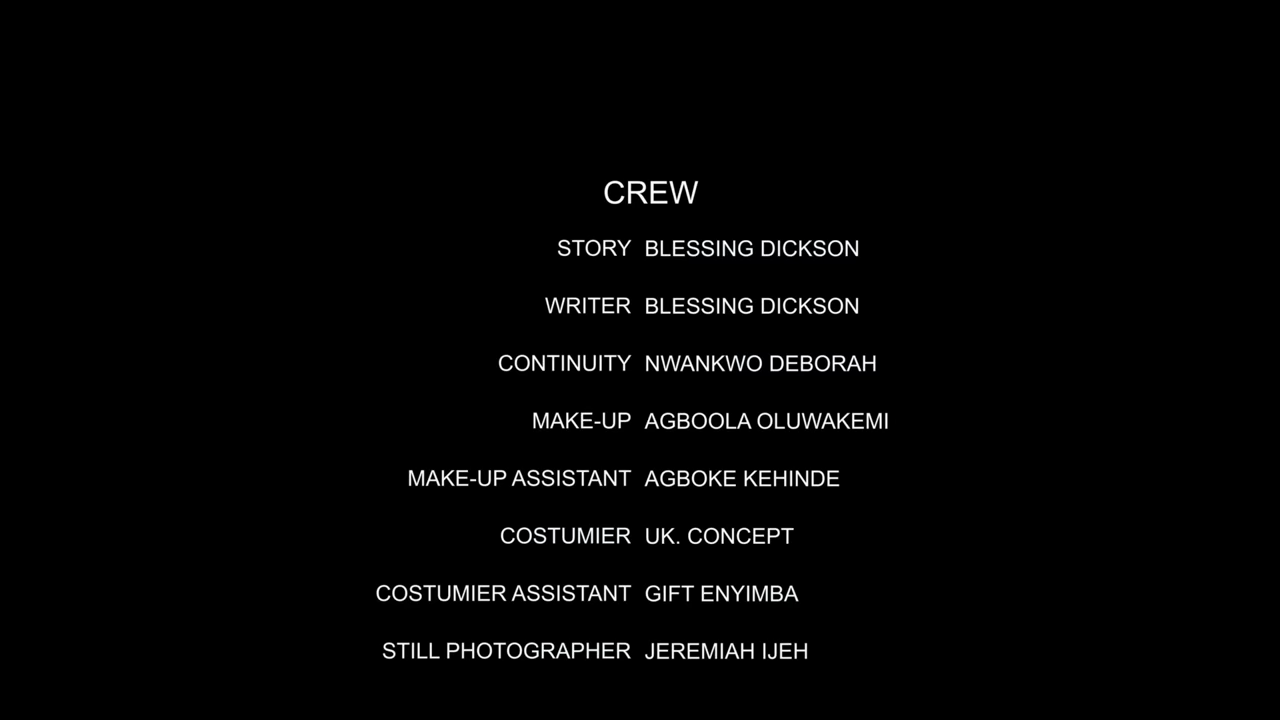 CREW
STORY BLESSING DICKSON
WRITER BLESSING DICKSON
CONTINUITY NWANKWO DEBORAH
MAKE-UP AGBOOLA OLUWAKEMI
MAKE-UP ASSISTANT AGBOKE KEHINDE
COSTUMIER UK. CONCEPT
COSTUMIER ASSISTANT GIFT ENYIMBA
STILL PHOTOGRAPHER JEREMIAH IJEH